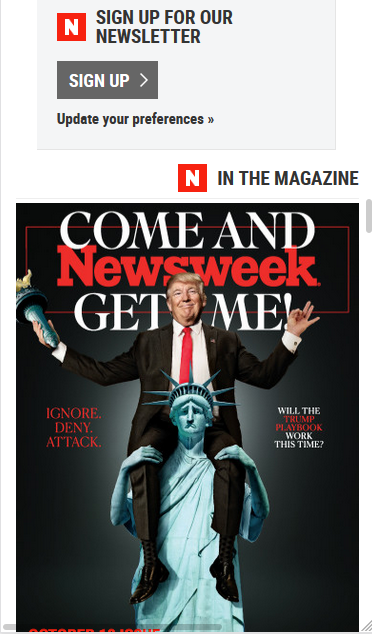 N
SIGN UP FOR OUR
NEWSLETTER
SIGN UP
Update your preferences »
N IN THE MAGAZINE
COME AND
Newsweek
GET ME!
IGNORE.
DENY.
ATTACK.
WILL THE
TRUMP
PLAYBOOK
WORK
THIS TIME?